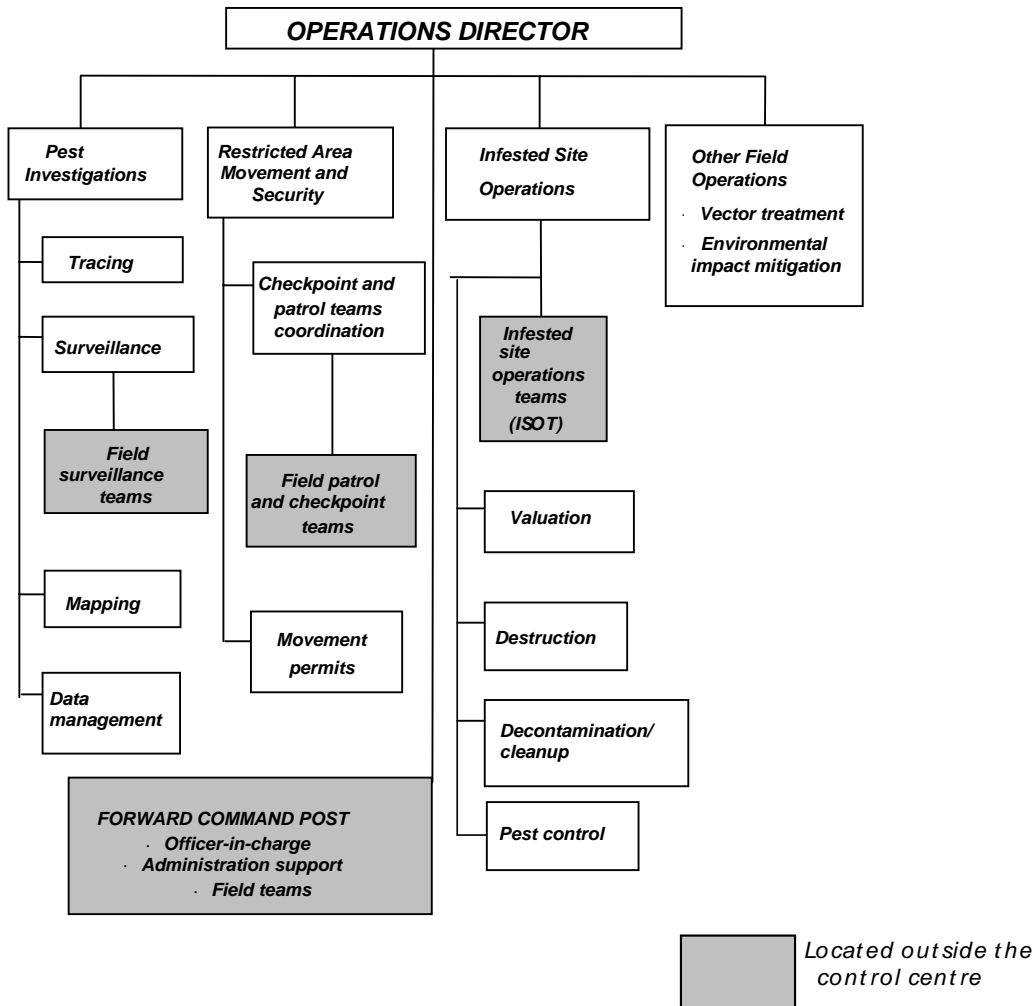 OPERATIONS DIRECTOR
Pest
Investigations
Restricted Area
Movement and
Security
Infested Site
Operations
Other Field
Operations
· Vector treatment
· Environmental
impact mitigation
Tracing
Surveillance
Field
surveillance
teams
Mapping
Data
management
Checkpoint and
patrol teams
coordination
Field patrol
and checkpoint
teams
Movement
permits
Infested
site
operations
teams
(ISOT)
Valuation
Destruction
Decontamination/
cleanup
Pest control
FORWARD COMMAND POST
· Officer-in-charge
· Administration support
· Field teams
Located outside the
control centre